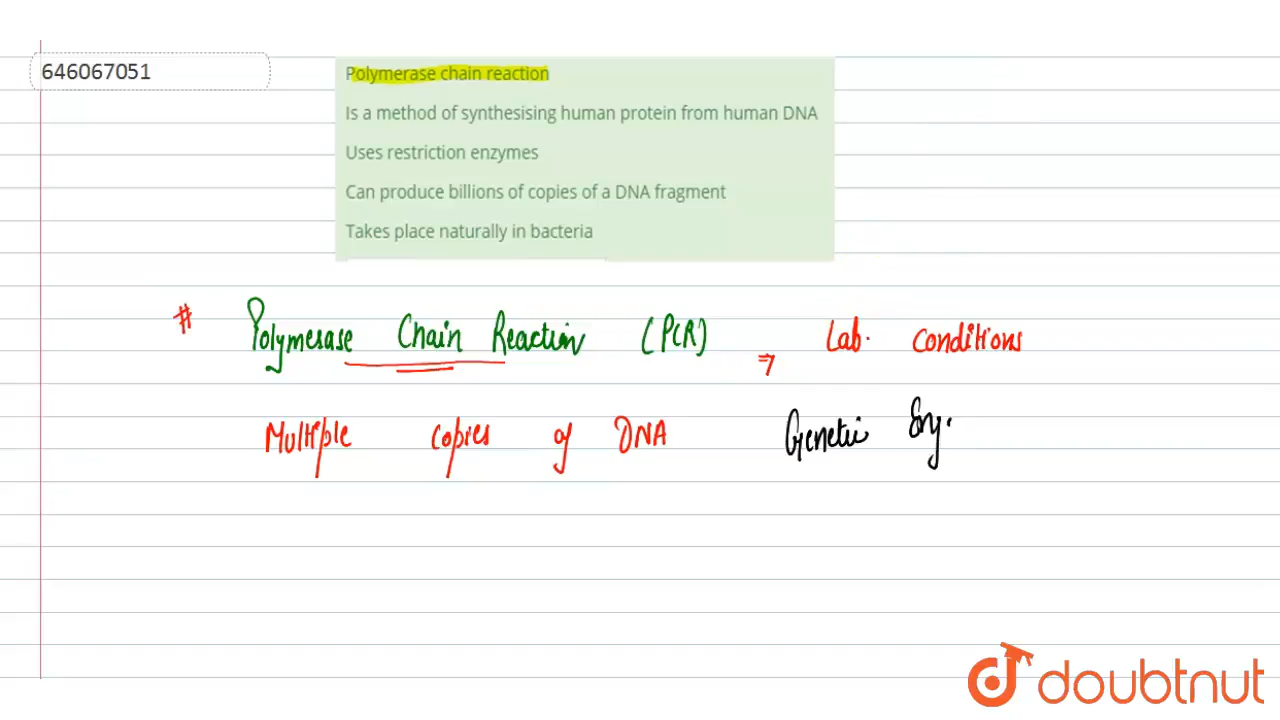 646067051
Polymerase chain reaction
Is a method of synthesising human protein from human DNA
Uses restriction enzymes
Can produce billions of copies of a DNA fragment
Takes place naturally in bacteria
# Polymerase Chain Reaction (PCR) ⇒ Lab. Conditions
Multiple copies of DNA Genetic Eng.
doubtnut